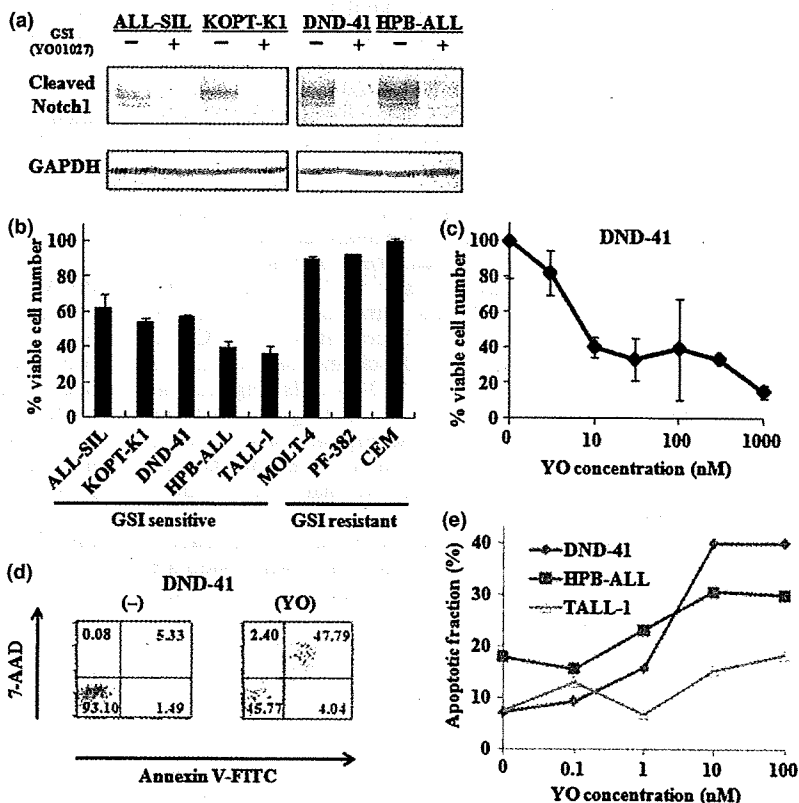 (a)
GSI (YO01027)
ALL-SIL KOPT-K1 DND-41 HPB-ALL
− + − + − + − +
Cleaved
Notch1
GAPDH
(b)
% viable cell number
100
80
60
40
20
0
ALL-SIL KOPT-K1 DND-41 HPB-ALL TALL-1 MOLT-4 PF-382 CEM
GSI sensitive GSI resistant
(c)
DND-41
% viable cell number
100
80
60
40
20
0
0 10 100 1000
YO concentration (nM)
(d)
DND-41
(–) (YO)
7-AAD
0.08 5.33 2.40 47.79
93.10 1.49 45.77 4.04
Annexin V-FITC
(e)
Apoptotic fraction (%)
40
30
20
10
0
DND-41
HPB-ALL
TALL-1
0 0.1 1 10 100
YO concentration (nM)